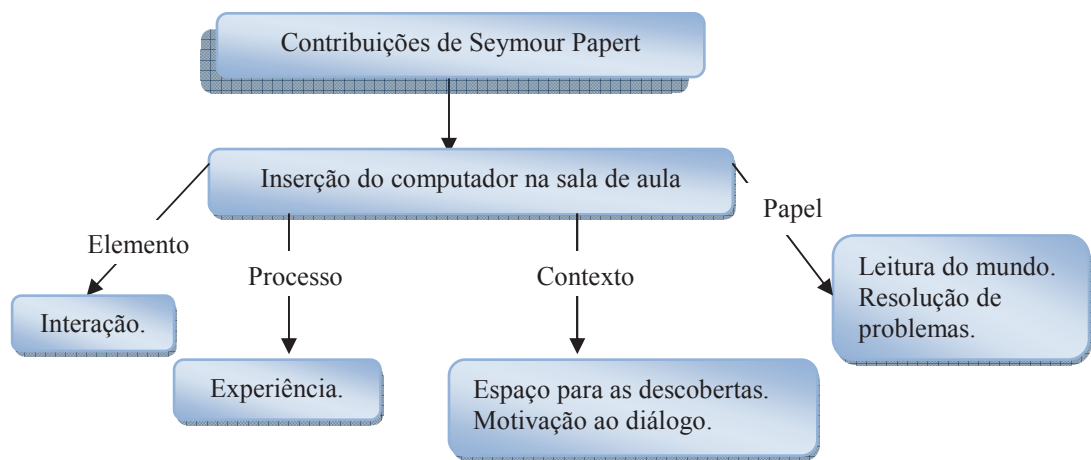 Contribuições de Seymour Papert
Inserção do computador na sala de aula
Elemento
Processo
Contexto
Papel
Interação.
Experiência.
Espaço para as descobertas.
Motivação ao diálogo.
Leitura do mundo.
Resolução de
problemas.